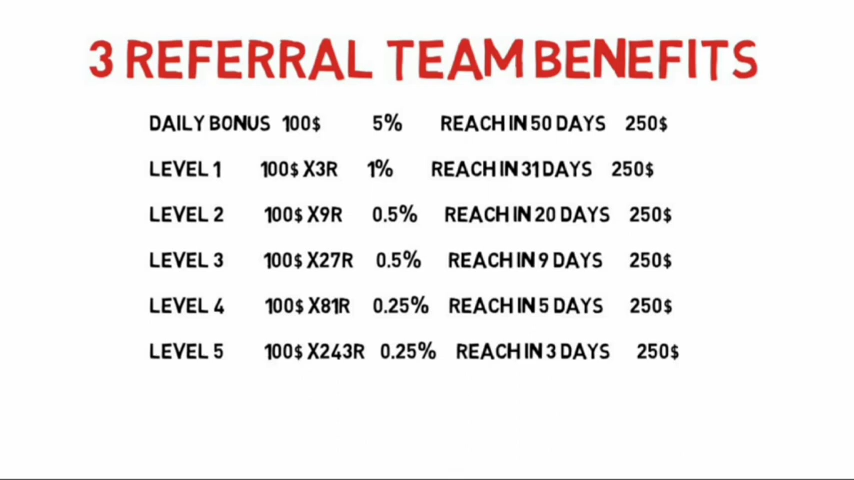 3 REFERRAL TEAM BENEFITS
DAILY BONUS 100$ 5% REACH IN 50 DAYS 250$
LEVEL 1 100$ X3R 1% REACH IN 31 DAYS 250$
LEVEL 2 100$ X9R 0.5% REACH IN 20 DAYS 250$
LEVEL 3 100$ X27R 0.5% REACH IN 9 DAYS 250$
LEVEL 4 100$ X81R 0.25% REACH IN 5 DAYS 250$
LEVEL 5 100$ X243R 0.25% REACH IN 3 DAYS 250$